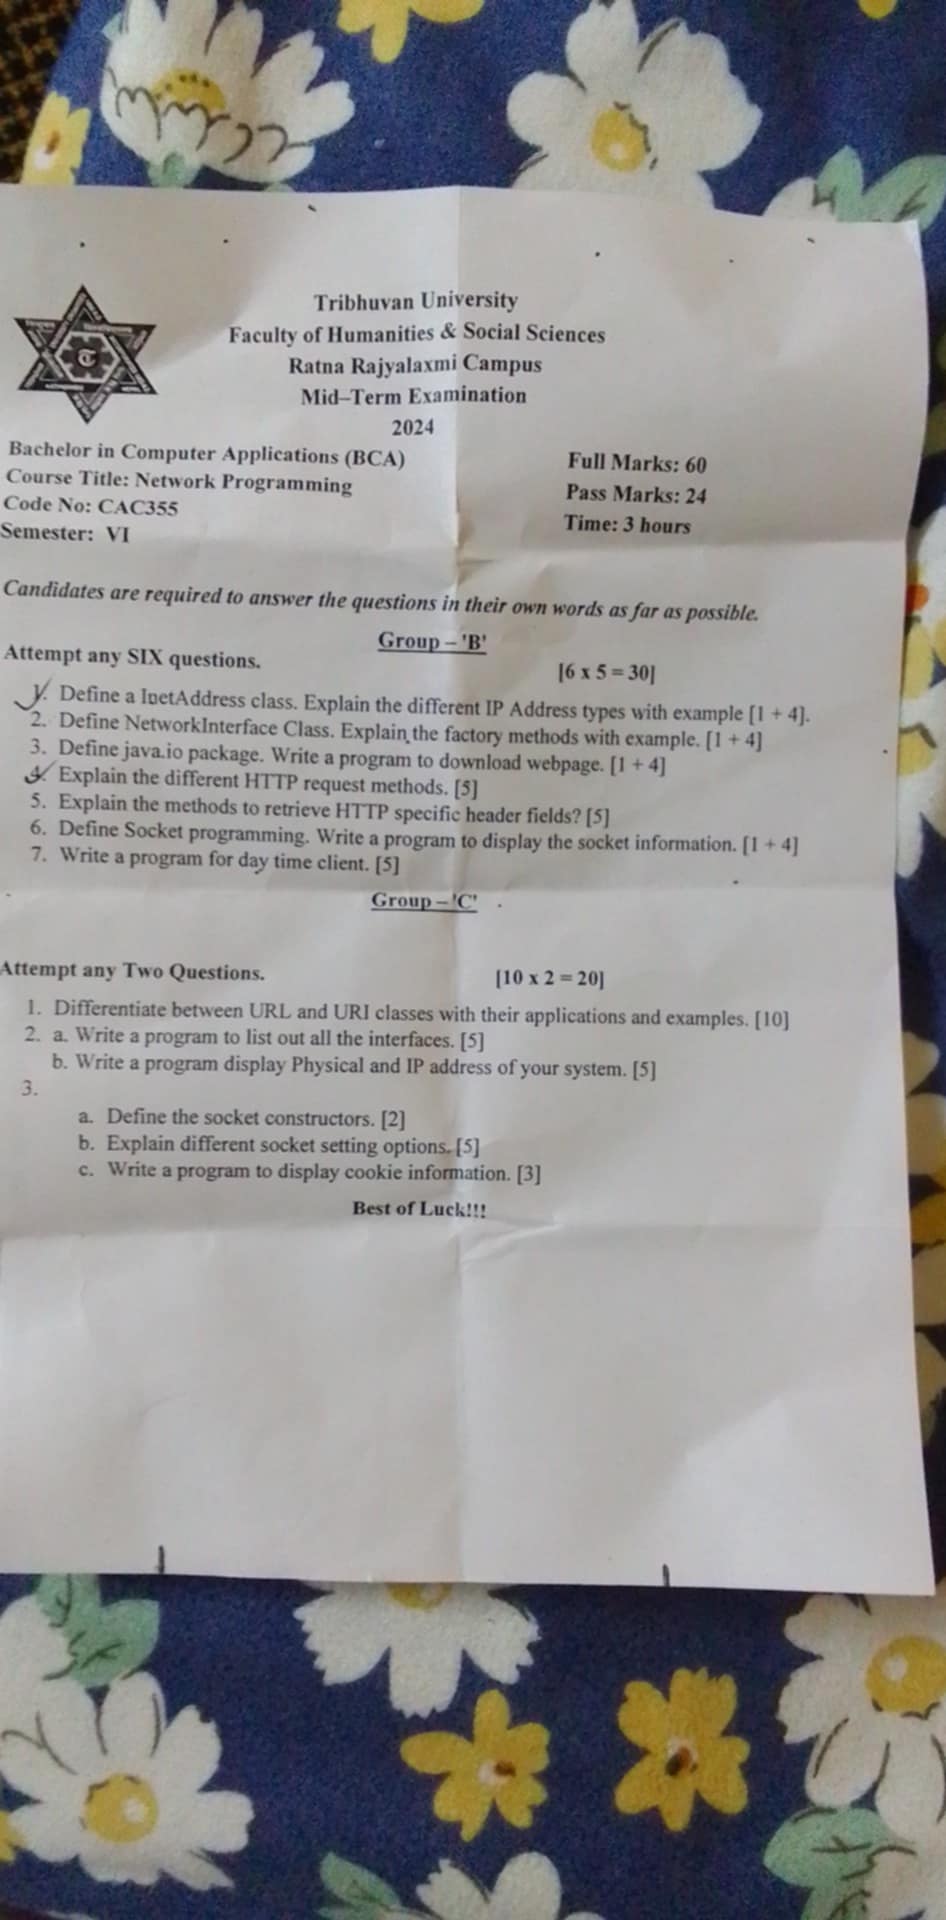 Tribhuvan University
Faculty of Humanities & Social Sciences
Ratna Rajyalaxmi Campus
Mid–Term Examination
2024
Bachelor in Computer Applications (BCA)
Course Title: Network Programming
Code No: CAC355
Semester: VI
Full Marks: 60
Pass Marks: 24
Time: 3 hours
Candidates are required to answer the questions in their own words as far as possible.
Group – 'B'
Attempt any SIX questions.
[6 x 5 = 30]
1. Define a InetAddress class. Explain the different IP Address types with example [1 + 4].
2. Define NetworkInterface Class. Explain the factory methods with example. [1 + 4]
3. Define java.io package. Write a program to download webpage. [1 + 4]
4. Explain the different HTTP request methods. [5]
5. Explain the methods to retrieve HTTP specific header fields? [5]
6. Define Socket programming. Write a program to display the socket information. [1 + 4]
7. Write a program for day time client. [5]
Group – 'C'
Attempt any Two Questions. [10 x 2 = 20]
1. Differentiate between URL and URI classes with their applications and examples. [10]
2. a. Write a program to list out all the interfaces. [5]
b. Write a program display Physical and IP address of your system. [5]
3.
a. Define the socket constructors. [2]
b. Explain different socket setting options. [5]
c. Write a program to display cookie information. [3]
Best of Luck!!!